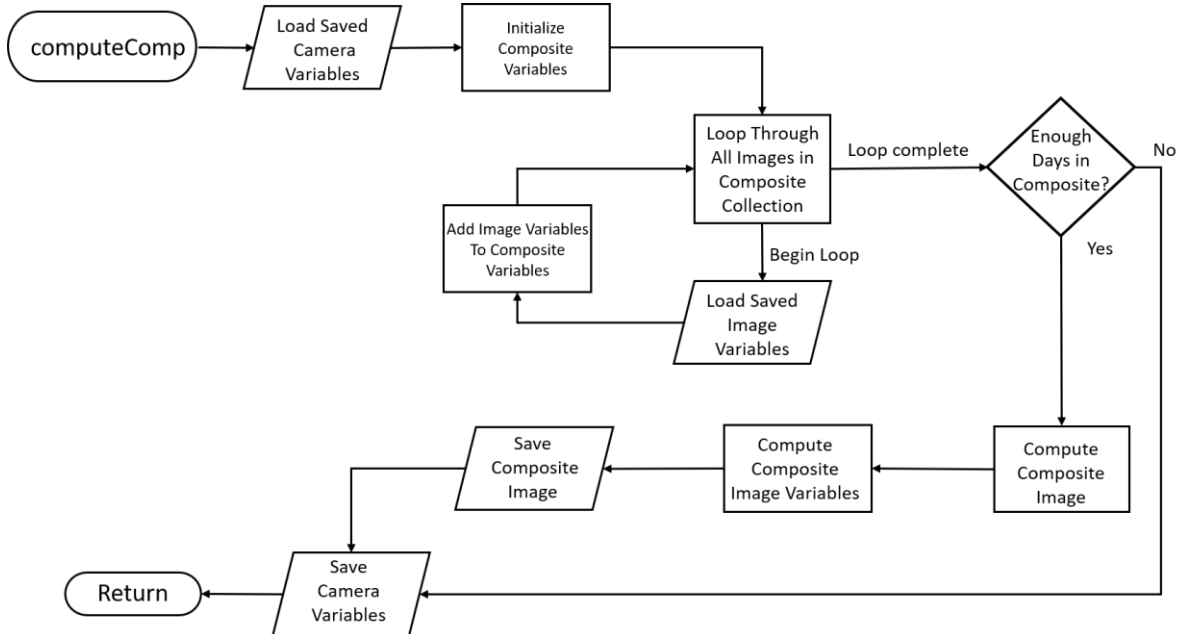 computeComp
Load Saved
Camera
Variables
Initialize
Composite
Variables
Loop Through
All Images in
Composite
Collection
Loop complete
Enough
Days in
Composite?
No
Yes
Begin Loop
Add Image Variables
To Composite
Variables
Load Saved
Image
Variables
Compute
Composite
Image
Compute
Composite
Image Variables
Save
Composite
Image
Save
Camera
Variables
Return